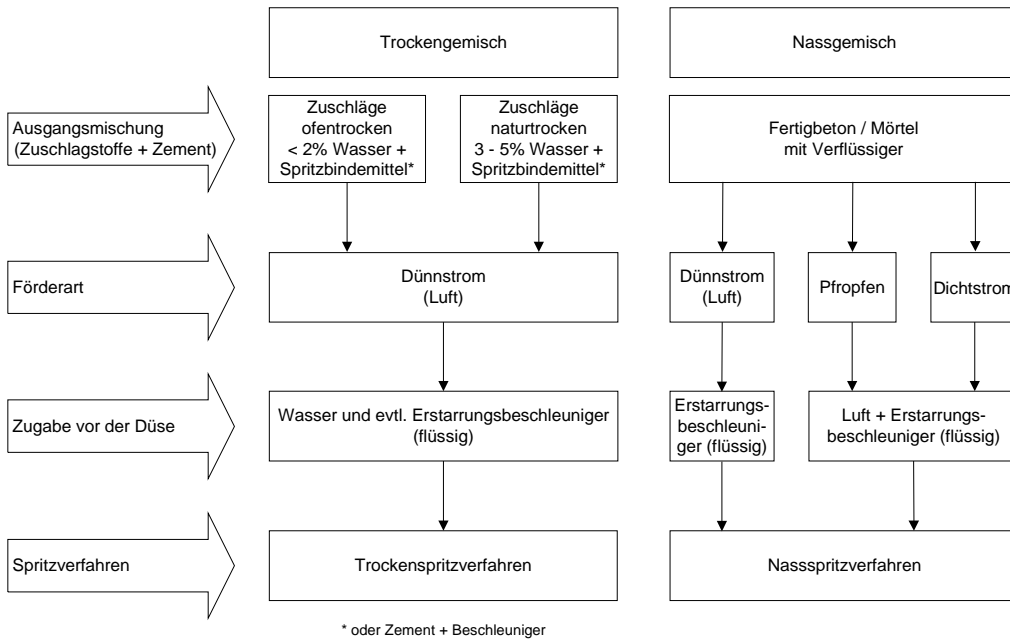 Trockengemisch
Nassgemisch
Ausgangsmischung
(Zuschlagstoffe + Zement)
Zuschläge
ofentrocken
< 2% Wasser +
Spritzbindemittel*
Zuschläge
naturtrocken
3 - 5% Wasser +
Spritzbindemittel*
Fertigbeton / Mörtel
mit Verflüssiger
Förderart
Dünnstrom
(Luft)
Dünnstrom
(Luft)
Pfropfen
Dichtstrom
Zugabe vor der Düse
Wasser und evtl. Erstarrungsbeschleuniger
(flüssig)
Erstarrungs-
beschleuni-
ger (flüssig)
Luft + Erstarrungs-
beschleuniger (flüssig)
Spritzverfahren
Trockenspritzverfahren
Nassspritzverfahren
* oder Zement + Beschleuniger